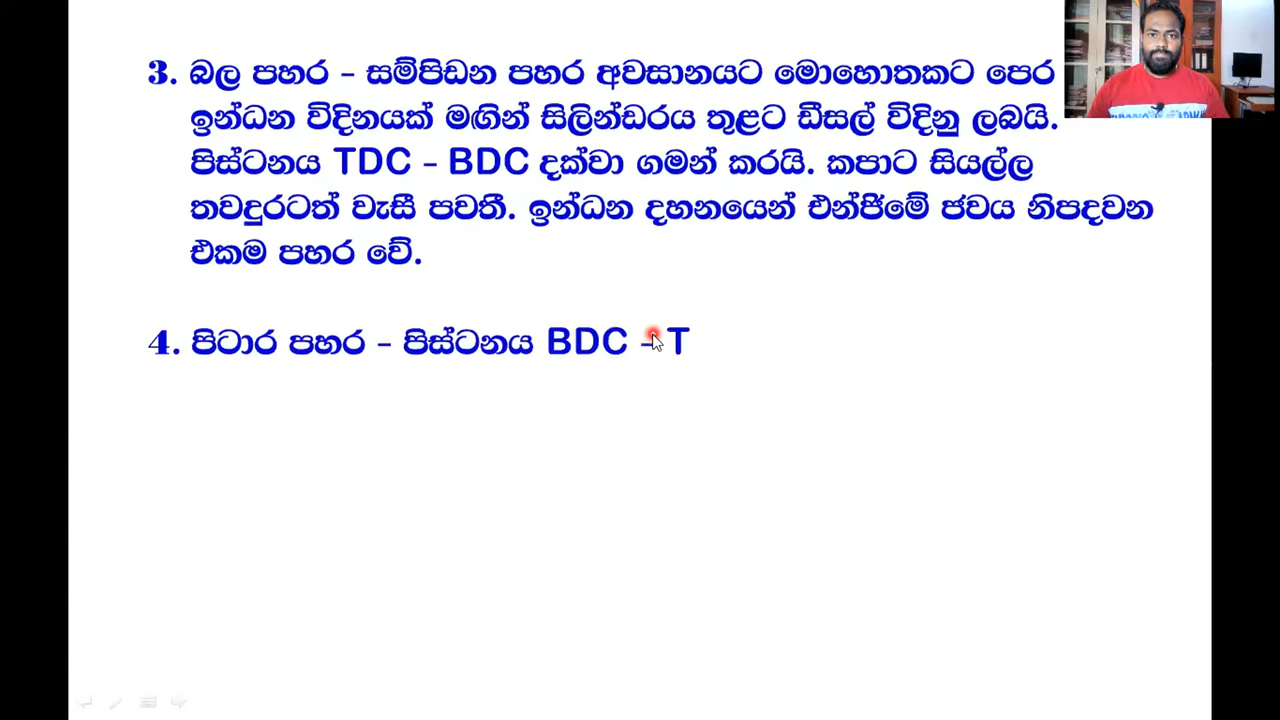 3. බල පහර - සම්පිඩන පහර අවසානයට මොහොතකට පෙර
ඉන්ධන විදිනයක් මඟින් සිලින්ඩරය තුළට ඩීසල් විදිනු ලබයි.
පිස්ටනය TDC - BDC දක්වා ගමන් කරයි. කපාට සියල්ල
තවදුරටත් වැසී පවතී. ඉන්ධන දහනයෙන් එන්ජිමේ ජවය නිපදවන
එකම පහර වේ.
4. පිටාර පහර - පිස්ටනය BDC - T